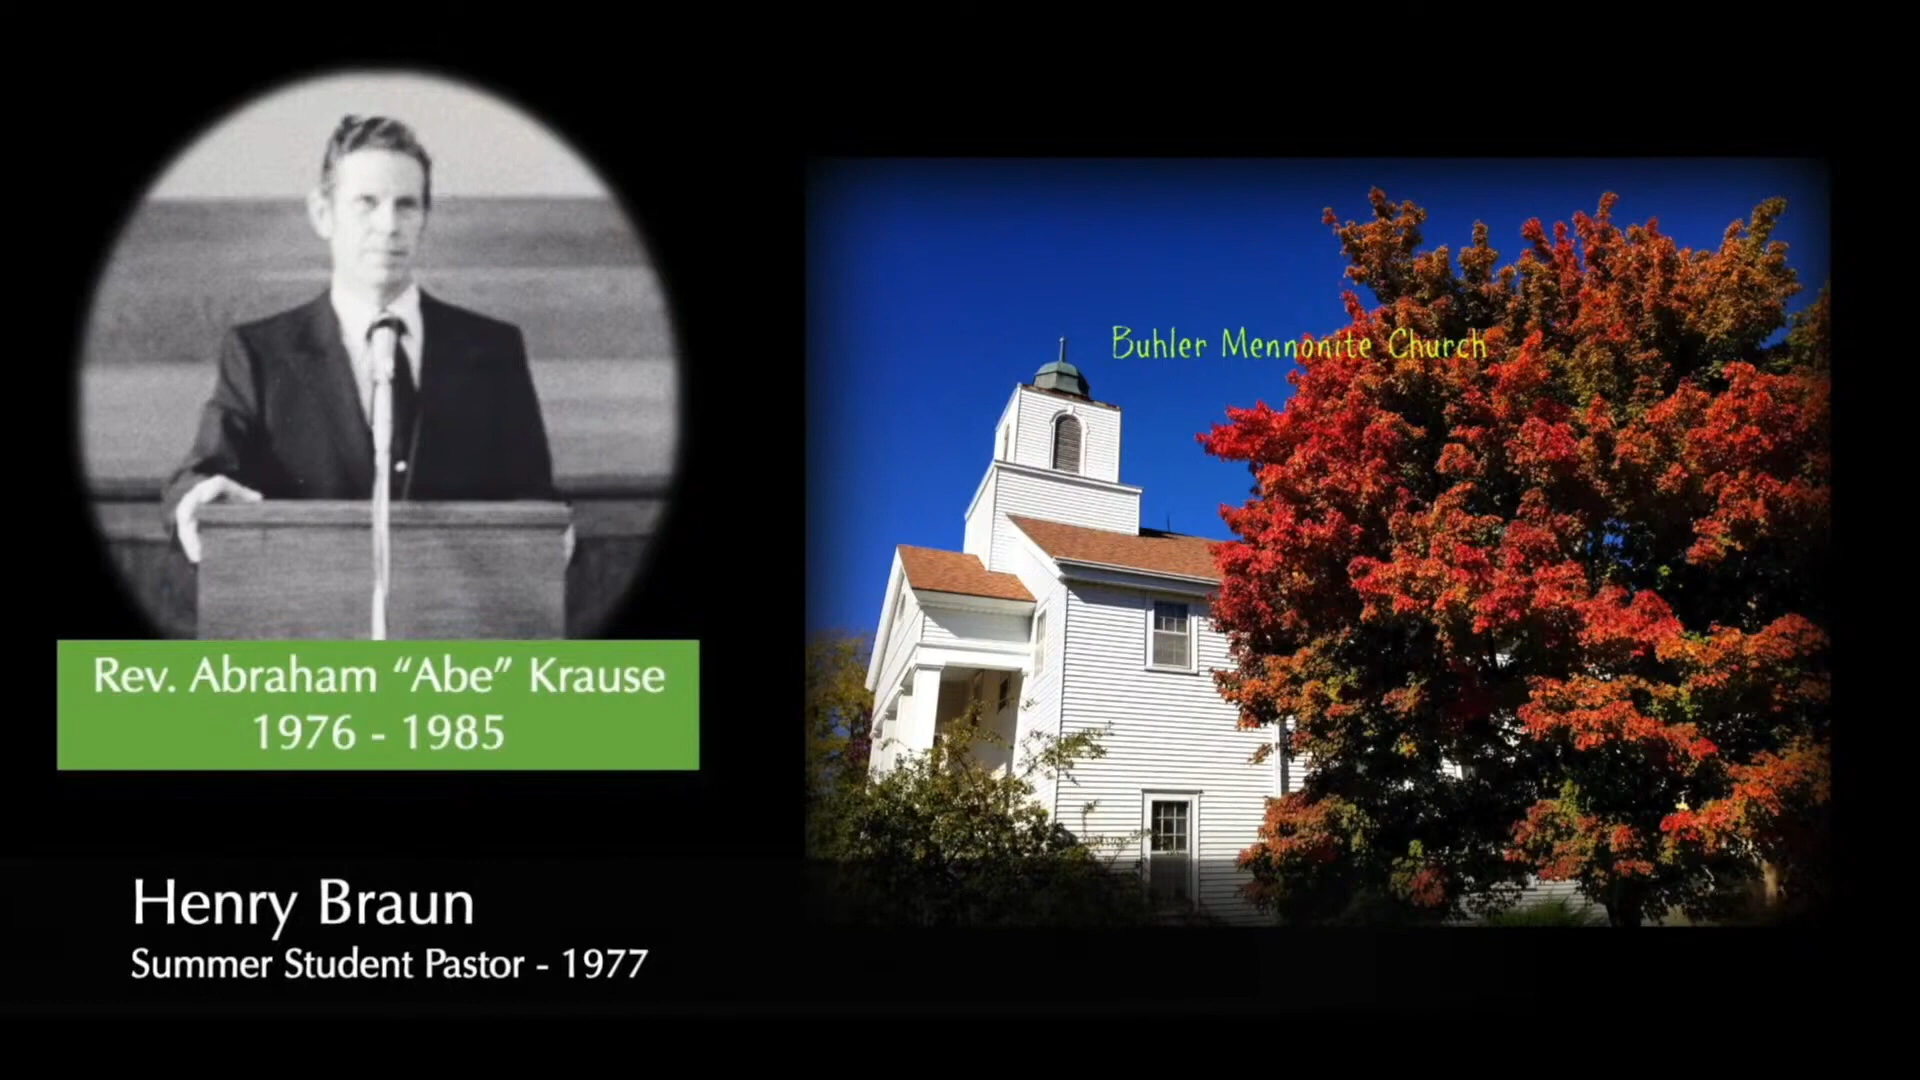 Rev. Abraham “Abe” Krause
1976 - 1985
Henry Braun
Summer Student Pastor - 1977
Buhler Mennonite Church